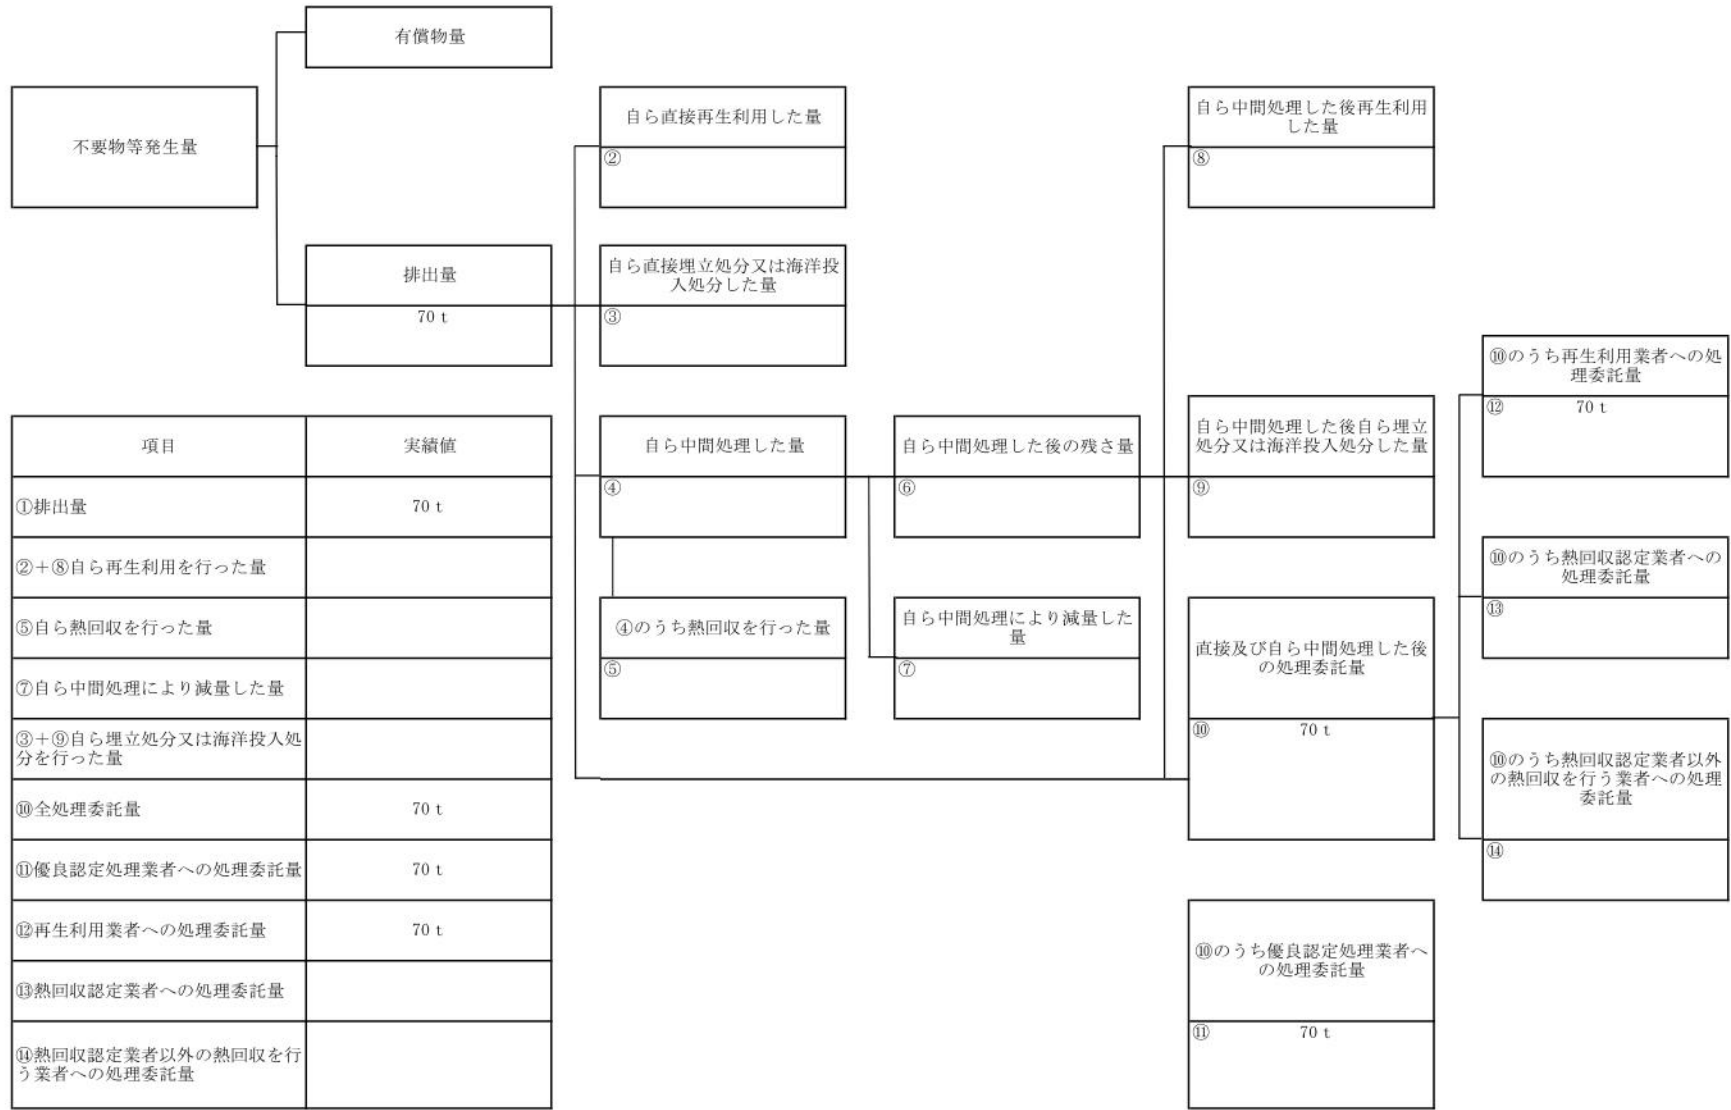 有償物量
不要物等発生量
自ら直接再生利用した量
②
自ら中間処理した後再生利用
した量
⑧
排出量
70 t
自ら直接埋立処分又は海洋投
入処分した量
③
⑩のうち再生利用業者への処
理委託量
⑫ 70 t
自ら中間処理した量
④
自ら中間処理した後の残さ量
⑥
自ら中間処理した後自ら埋立
処分又は海洋投入処分した量
⑨
⑩のうち熱回収認定業者への
処理委託量
⑬
④のうち熱回収を行った量
⑤
自ら中間処理により減量した
量
⑦
直接及び自ら中間処理した後
の処理委託量
⑩ 70 t
⑩のうち熱回収認定業者以外
の熱回収を行う業者への処理
委託量
⑭
⑩のうち優良認定処理業者へ
の処理委託量
⑪ 70 t
項目 実績値
①排出量 70 t
②+⑧自ら再生利用を行った量
⑤自ら熱回収を行った量
⑦自ら中間処理により減量した量
③+⑨自ら埋立処分又は海洋投入処
分を行った量
⑩全処理委託量 70 t
⑪優良認定処理業者への処理委託量 70 t
⑫再生利用業者への処理委託量 70 t
⑬熱回収認定業者への処理委託量
⑭熱回収認定業者以外の熱回収を行
う業者への処理委託量